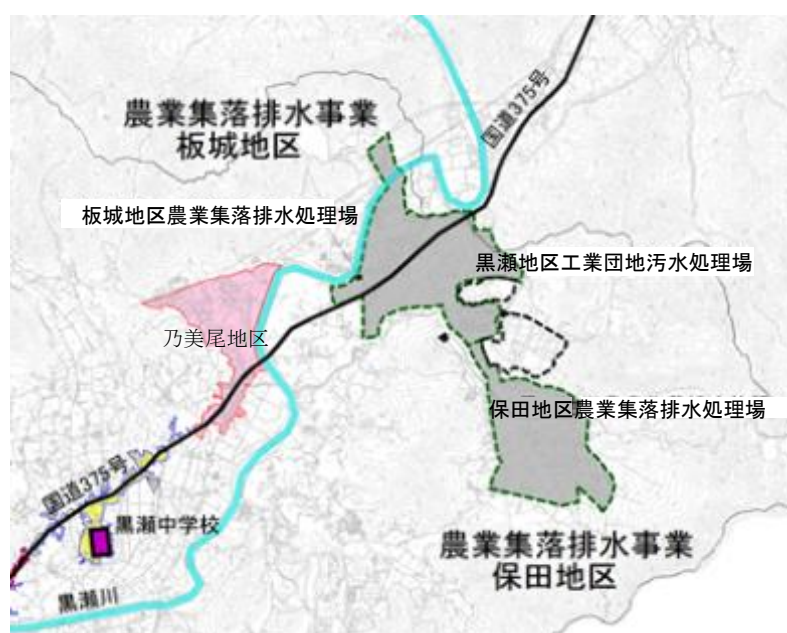 農業集落排水事業
板城地区
国道375号
板城地区農業集落排水処理場
黒瀬地区工業団地汚水処理場
乃美尾地区
保田地区農業集落排水処理場
国道375号
黒瀬中学校
農業集落排水事業
保田地区
黒瀬川